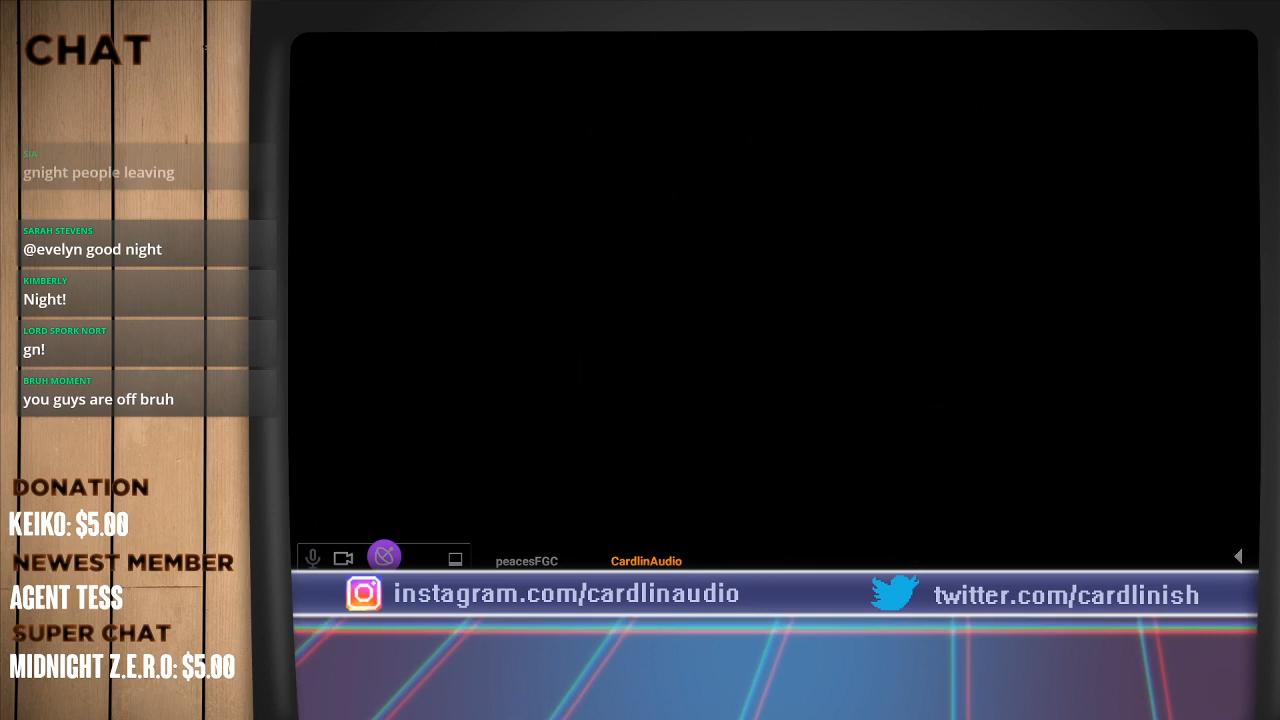 CHAT
SIA
gnight people leaving
SARAH STEVENS
@evelyn good night
KIMBERLY
Night!
LORD SPORK NORT
gn!
BRUH MOMENT
you guys are off bruh
DONATION
KEIKO: $5.00
NEWEST MEMBER
AGENT TESS
SUPER CHAT
MIDNIGHT Z.E.R.O: $5.00
peacesFGC CardlinAudio
instagram.com/cardlinaudio twitter.com/cardlinish